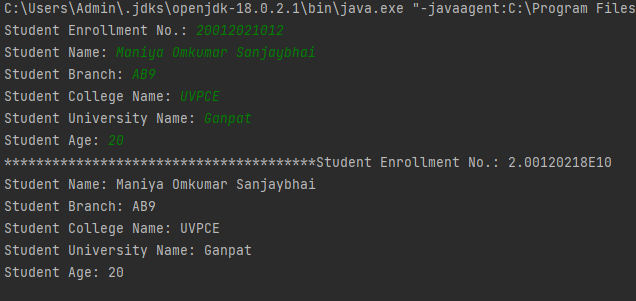 C:\Users\Admin\.jdks\openjdk-18.0.2.1\bin\java.exe "-javaagent:C:\Program Files
Student Enrollment No.: 20012021012
Student Name: Maniya Omkumar Sanjaybhai
Student Branch: AB9
Student College Name: UVPCE
Student University Name: Ganpat
Student Age: 20
***************************************Student Enrollment No.: 2.00120218E10
Student Name: Maniya Omkumar Sanjaybhai
Student Branch: AB9
Student College Name: UVPCE
Student University Name: Ganpat
Student Age: 20